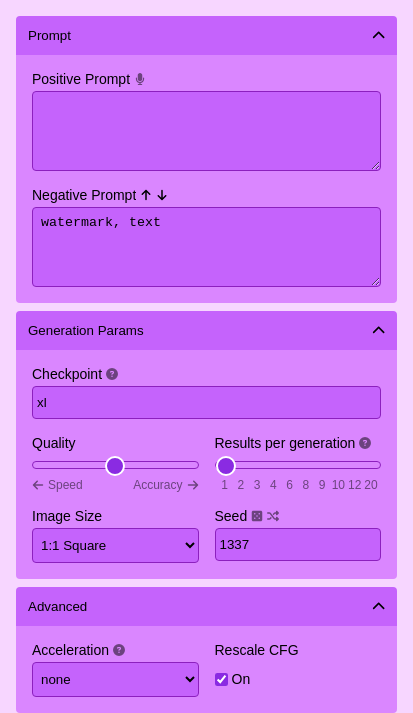 Prompt
Positive Prompt
Negative Prompt
watermark, text
Generation Params
Checkpoint
xl
Quality
Results per generation
Speed Accuracy
1 2 3 4 6 8 9 10 12 20
Image Size
Seed
1:1 Square
1337
Advanced
Acceleration
Rescale CFG
none
On